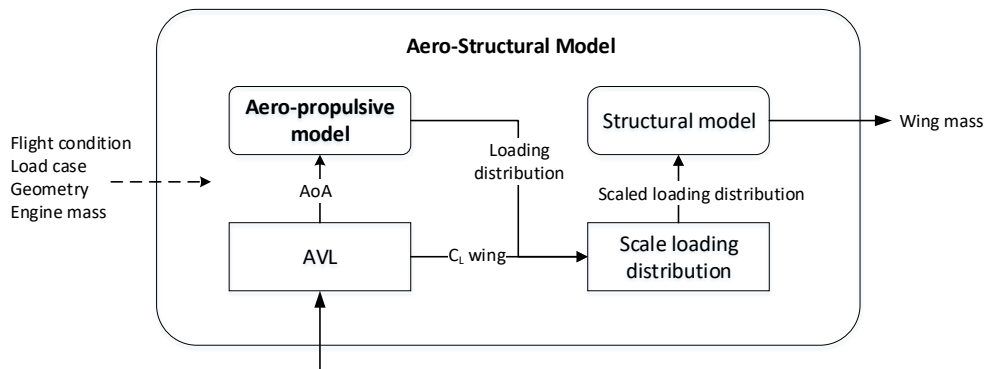 Aero-Structural Model
Aero-propulsive
model
Structural model
Wing mass
Flight condition
Load case
Geometry
Engine mass
Loading
distribution
AoA
Scaled loading distribution
AVL
CL wing
Scale loading
distribution